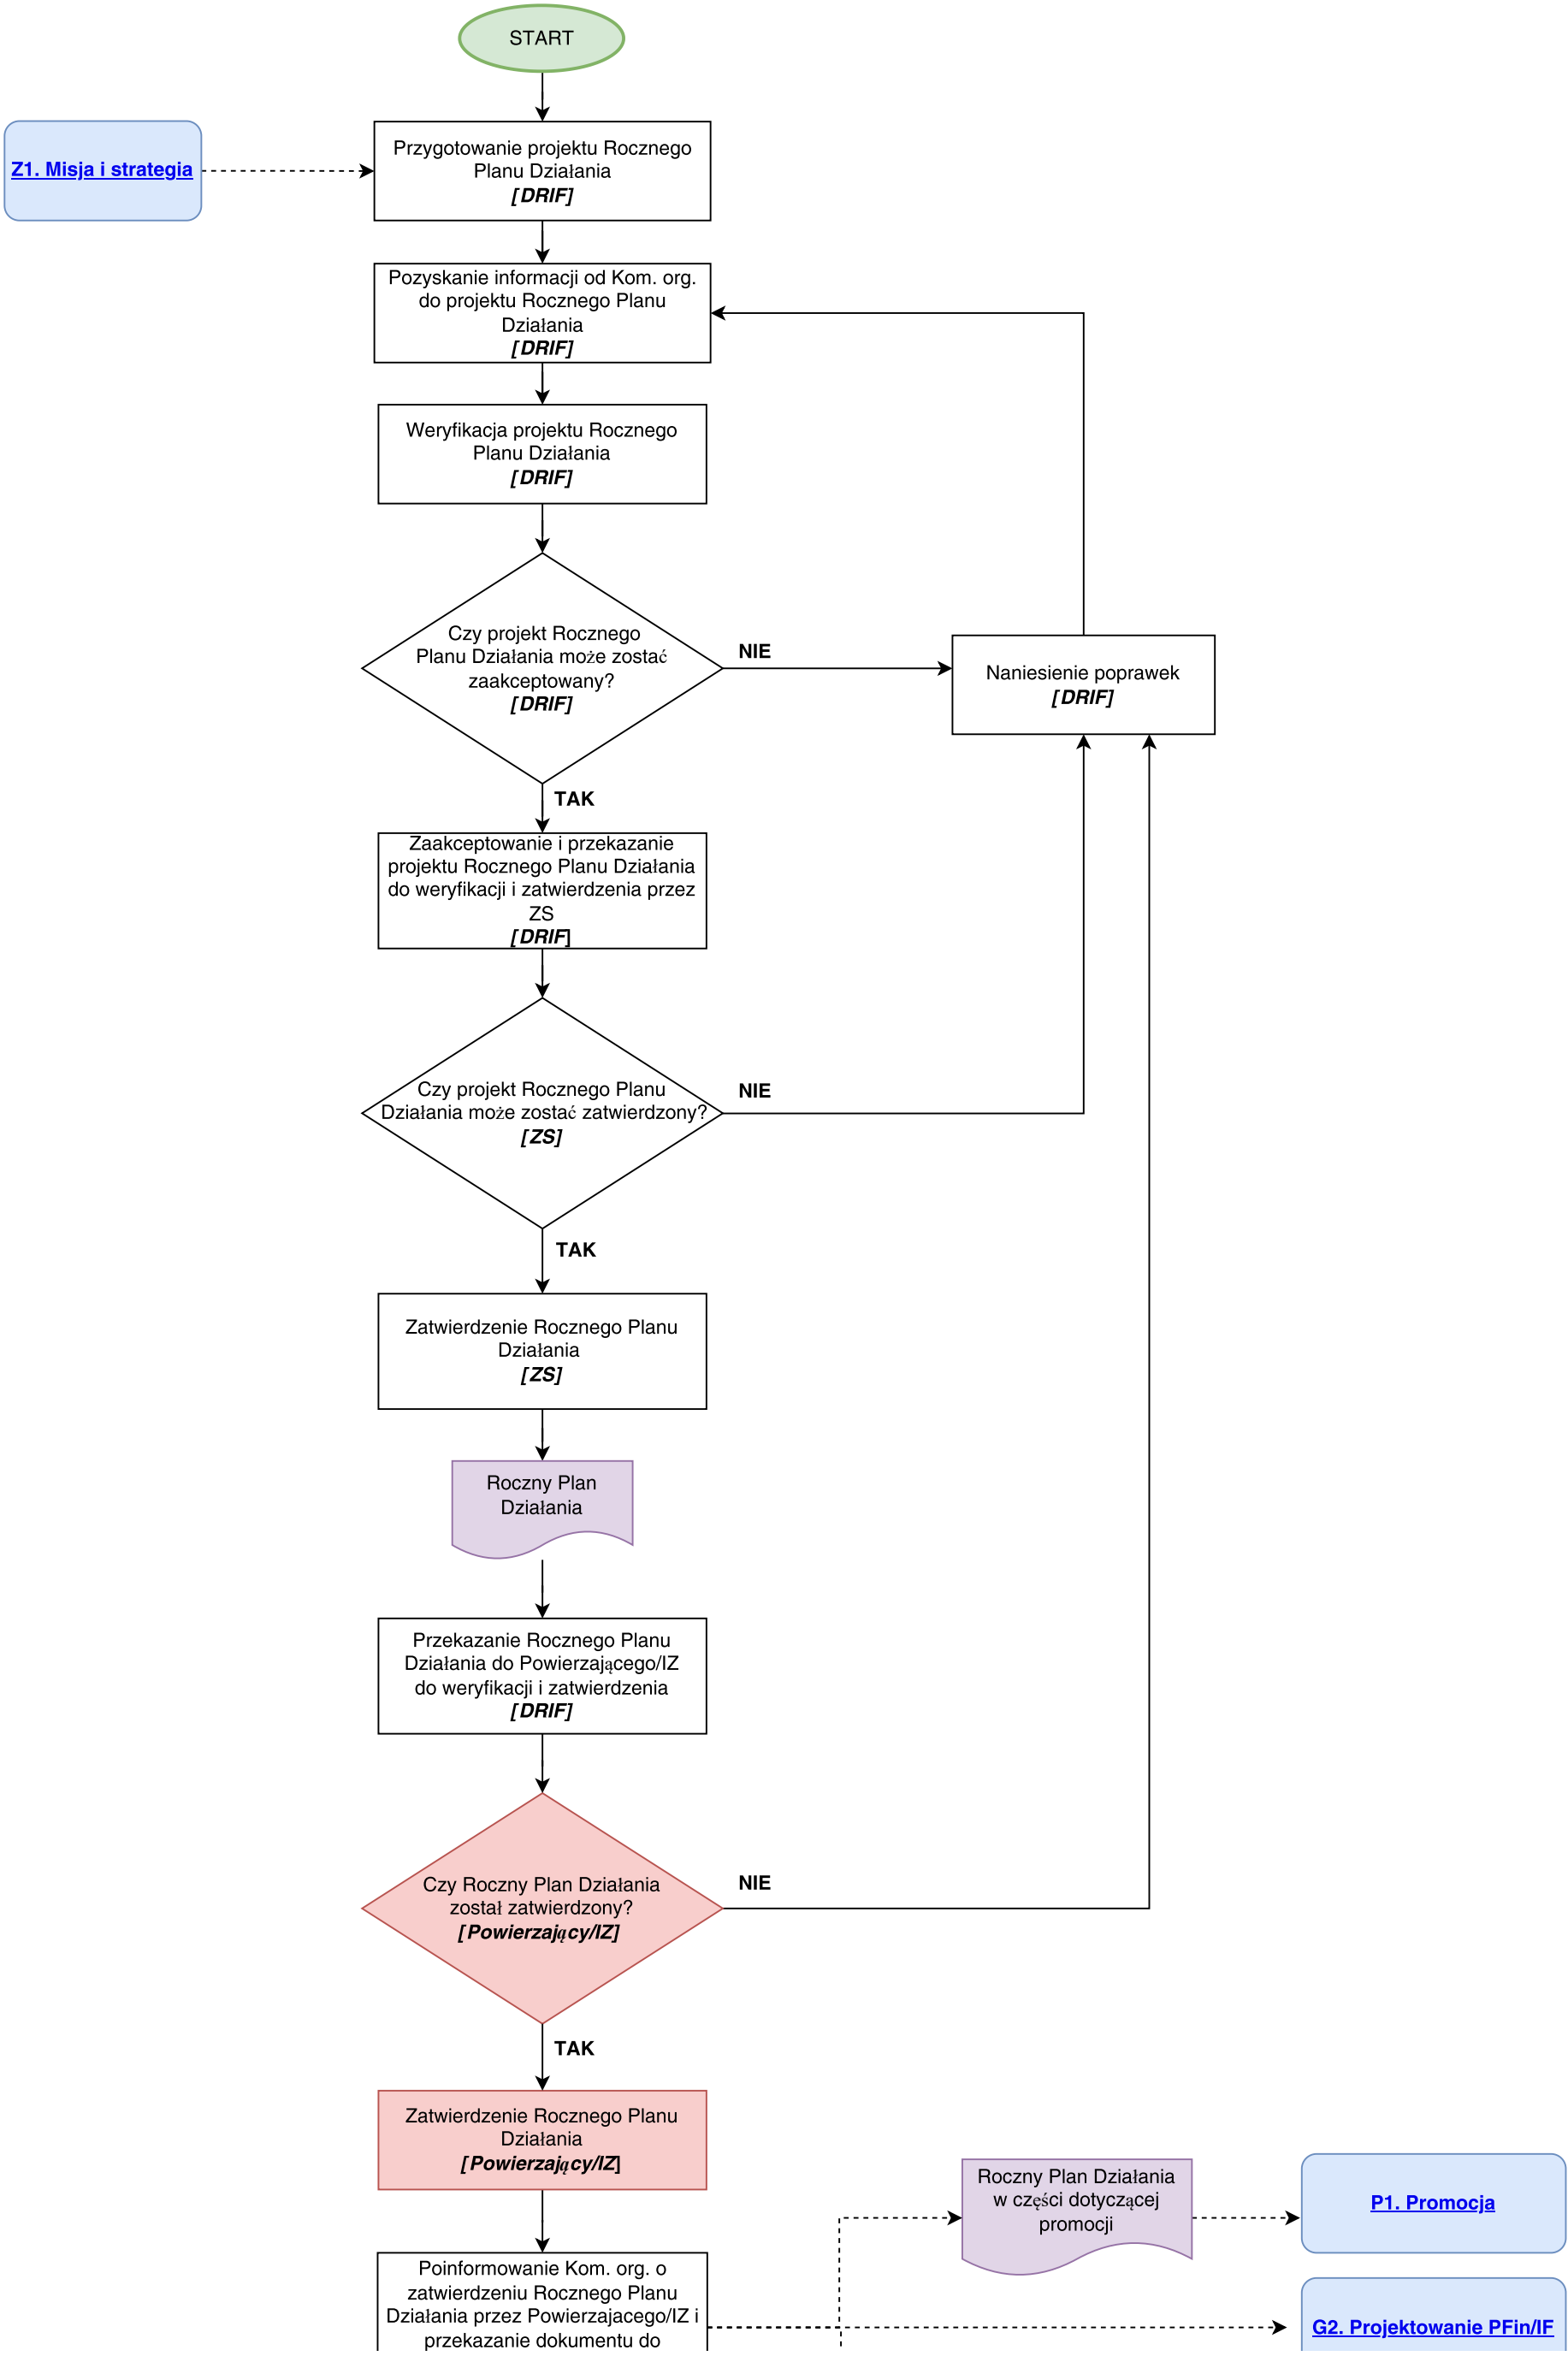 START
Z1. Misja i strategia
Przygotowanie projektu Rocznego
Planu Działania
[DRIF]
Pozyskanie informacji od Kom. org.
do projektu Rocznego Planu
Działania
[DRIF]
Weryfikacja projektu Rocznego
Planu Działania
[DRIF]
Czy projekt Rocznego
Planu Działania może zostać
zaakceptowany?
[DRIF]
NIE
Naniesienie poprawek
[DRIF]
TAK
Zaakceptowanie i przekazanie
projektu Rocznego Planu Działania
do weryfikacji i zatwierdzenia przez
ZS
[DRIF]
Czy projekt Rocznego Planu
Działania może zostać zatwierdzony?
[ZS]
NIE
TAK
Zatwierdzenie Rocznego Planu
Działania
[ZS]
Roczny Plan
Działania
Przekazanie Rocznego Planu
Działania do Powierzającego/IZ
do weryfikacji i zatwierdzenia
[DRIF]
Czy Roczny Plan Działania
został zatwierdzony?
[Powierzający/IZ]
NIE
TAK
Zatwierdzenie Rocznego Planu
Działania
[Powierzający/IZ]
Roczny Plan Działania
w części dotyczącej
promocji
P1. Promocja
Poinformowanie Kom. org. o
zatwierdzeniu Rocznego Planu
Działania przez Powierzajacego/IZ i
przekazanie dokumentu do
G2. Projektowanie PFin/IF